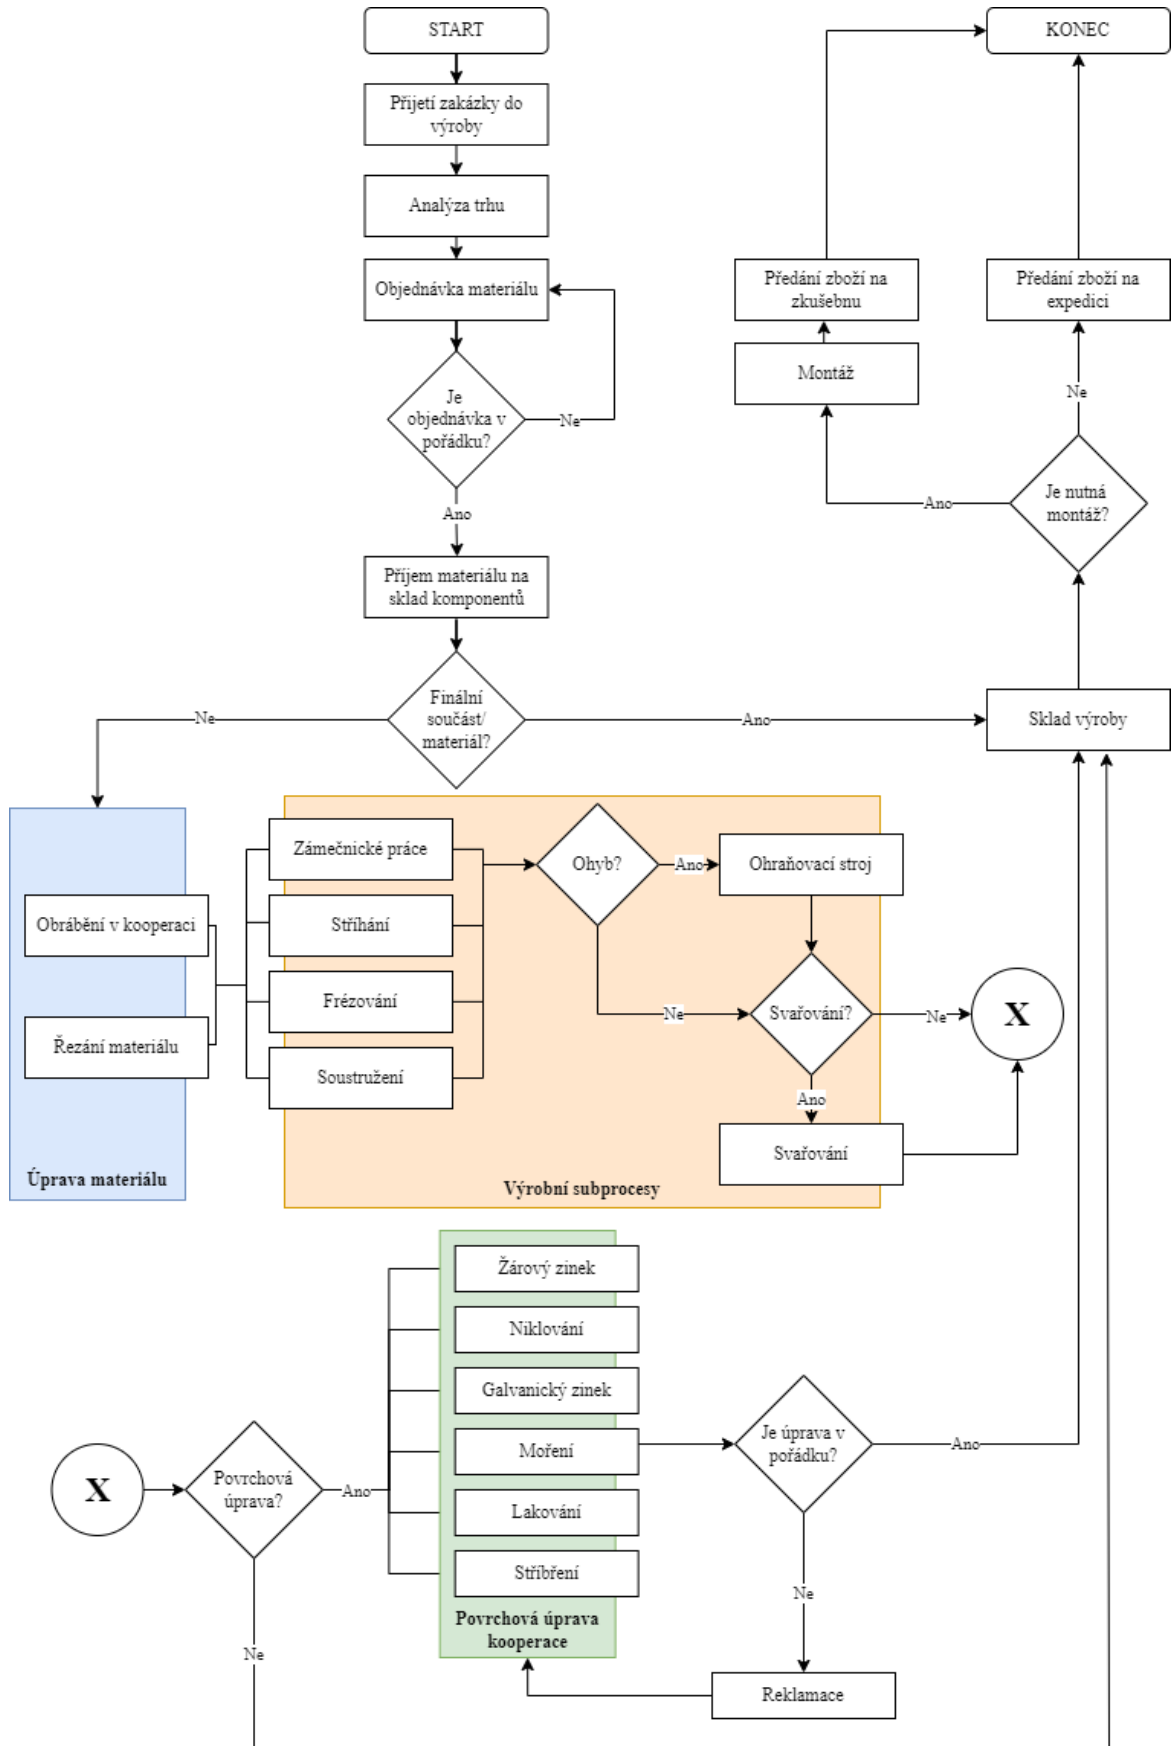 START
KONEC
Přijetí zakázky do
výroby
Analýza trhu
Objednávka materiálu
Předání zboží na
zkušebnu
Předání zboží na
expedici
Montáž
Je
objednávka v
pořádku?
Ne
Ne
Ano
Je nutná
montáž?
Ano
Příjem materiálu na
sklad komponentů
Finální
součást/
materiál?
Ne
Ano
Sklad výroby
Zámečnické práce
Ohyb?
Ano
Ohraňovací stroj
Obrábění v kooperaci
Stříhání
Frézování
Ne
Svařování?
Ne
X
Řezání materiálu
Soustružení
Ano
Svařování
Úprava materiálu
Výrobní subprocesy
Žárový zinek
Niklování
Galvanický zinek
Je úprava v
pořádku?
Ano
Moření
X
Povrchová
úprava?
Ano
Lakování
Stříbření
Ne
Povrchová úprava
kooperace
Ne
Reklamace